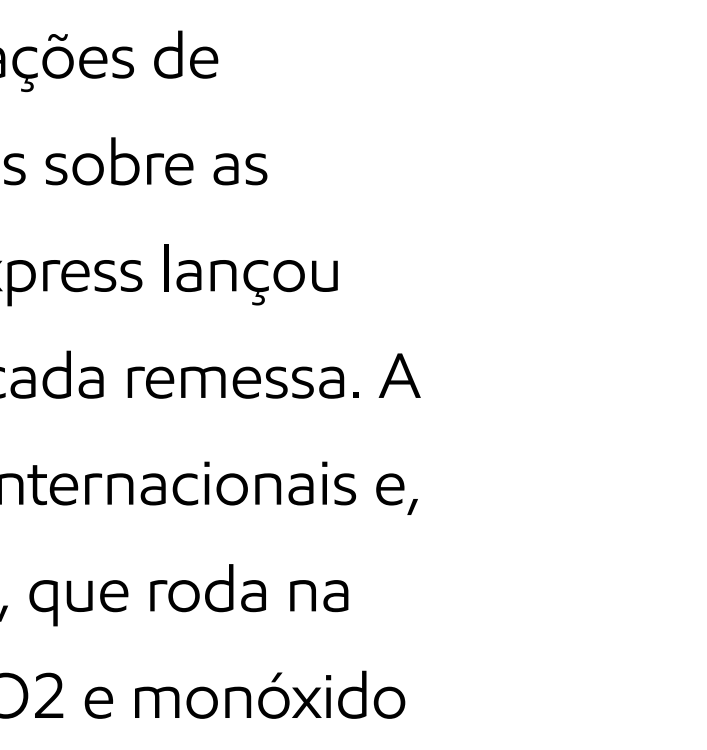 ações de
s sobre as
xpress lançou
cada remessa. A
nternacionais e,
, que roda na
O2 e monóxido